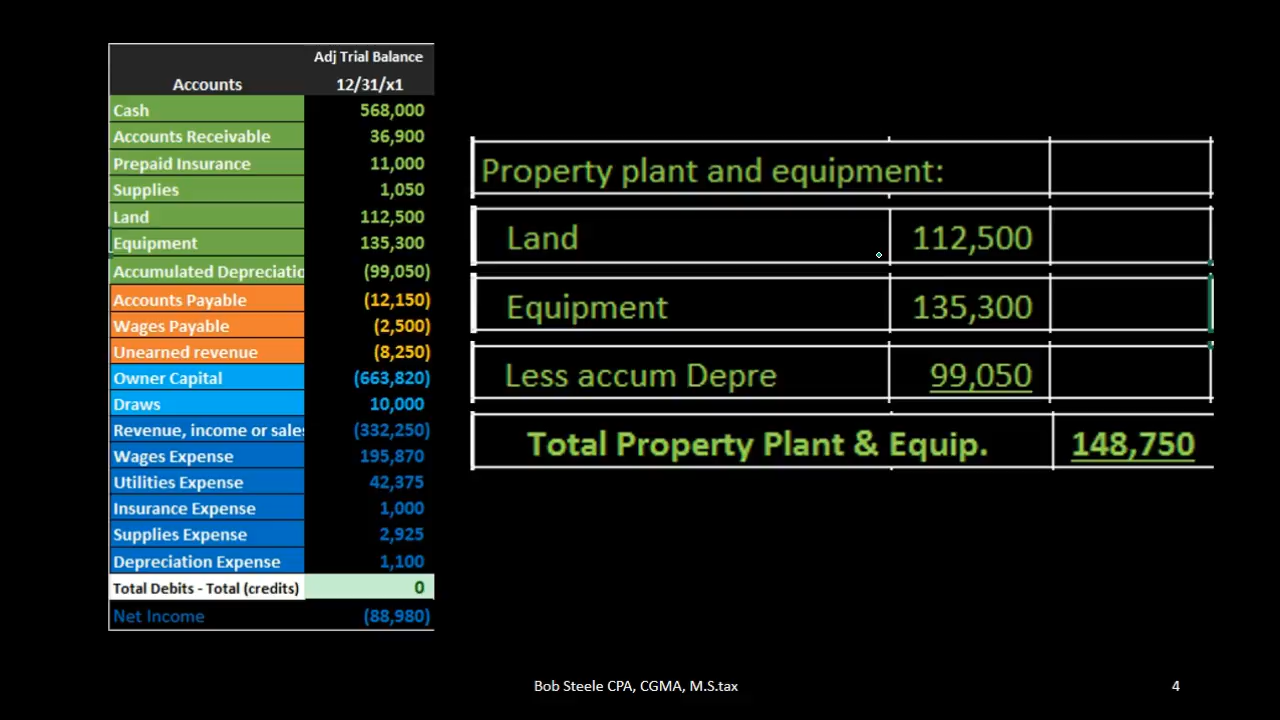 Adj Trial Balance
Accounts 12/31/x1
Cash 568,000
Accounts Receivable 36,900
Prepaid Insurance 11,000
Supplies 1,050
Land 112,500
Equipment 135,300
Accumulated Depreciatio (99,050)
Accounts Payable (12,150)
Wages Payable (2,500)
Unearned revenue (8,250)
Owner Capital (663,820)
Draws 10,000
Revenue, income or sales (332,250)
Wages Expense 195,870
Utilities Expense 42,375
Insurance Expense 1,000
Supplies Expense 2,925
Depreciation Expense 1,100
Total Debits - Total (credits) 0
Net Income (88,980)
Property plant and equipment:
Land 112,500
Equipment 135,300
Less accum Depre 99,050
Total Property Plant & Equip. 148,750
Bob Steele CPA, CGMA, M.S.tax 4